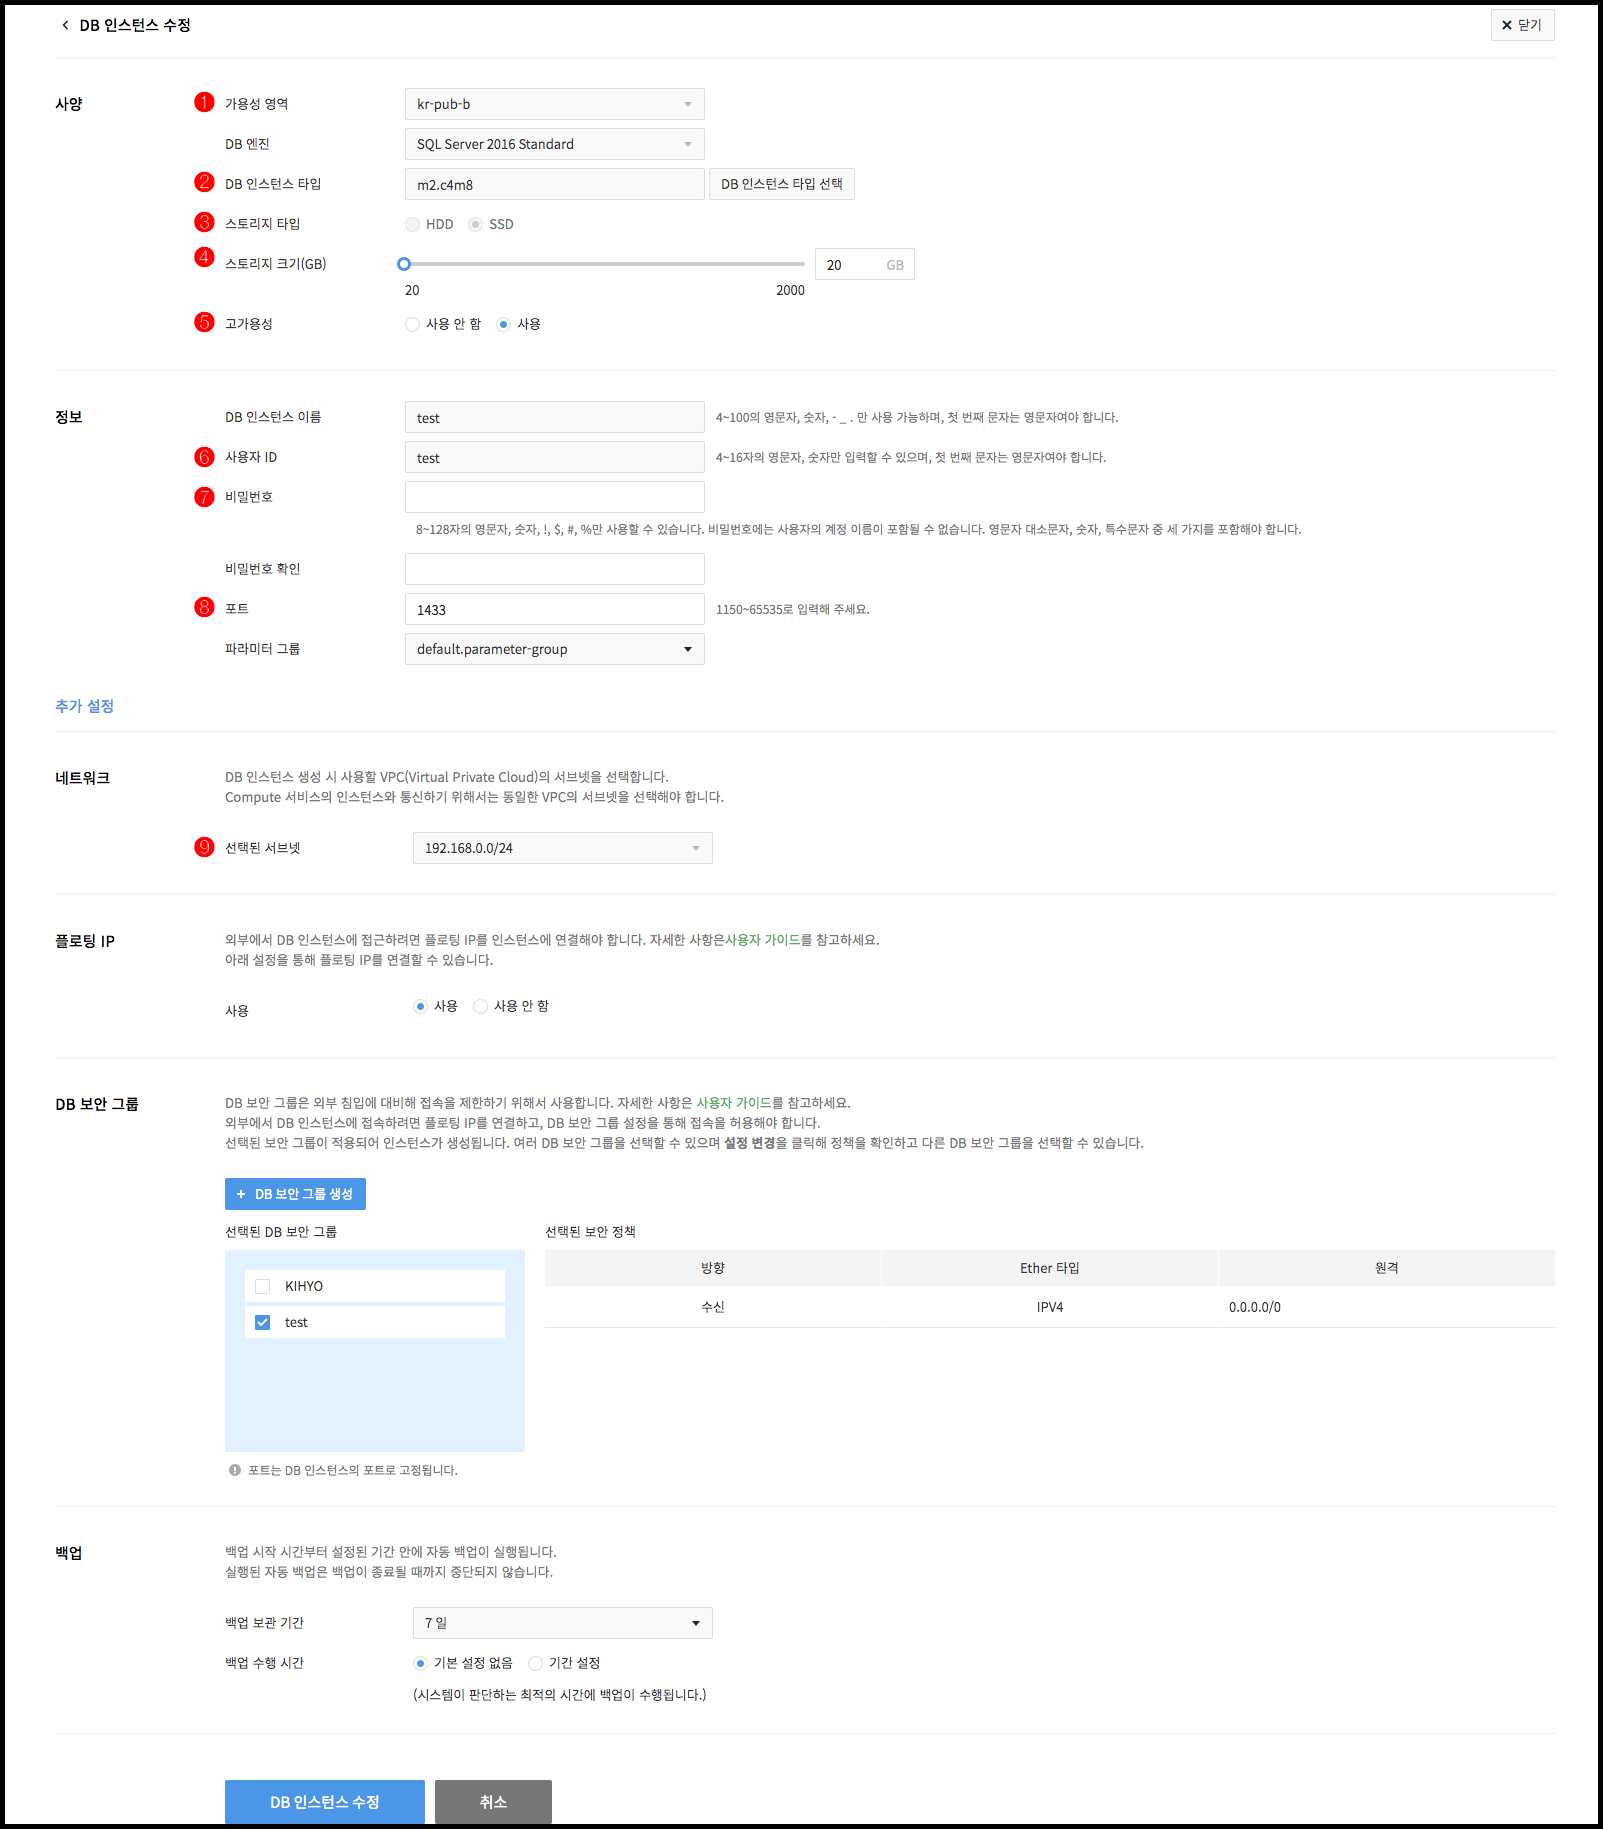 DB 인스턴스 수정
닫기
사양
1 가용성 영역 kr-pub-b
DB 엔진 SQL Server 2016 Standard
2 DB 인스턴스 타입 m2.c4m8 DB 인스턴스 타입 선택
3 스토리지 타입 HDD SSD
4 스토리지 크기(GB) 20 GB
20 2000
5 고가용성 사용 안 함 사용
정보
DB 인스턴스 이름 test 4~100의 영문자, 숫자, - _ . 만 사용 가능하며, 첫 번째 문자는 영문자여야 합니다.
6 사용자 ID test 4~16자의 영문자, 숫자만 입력할 수 있으며, 첫 번째 문자는 영문자여야 합니다.
7 비밀번호
8~128자의 영문자, 숫자, !, $, #, %만 사용할 수 있습니다. 비밀번호에는 사용자의 계정 이름이 포함될 수 없습니다. 영문자 대소문자, 숫자, 특수문자 중 세 가지를 포함해야 합니다.
비밀번호 확인
8 포트 1433 1150~65535로 입력해 주세요.
파라미터 그룹 default.parameter-group
추가 설정
네트워크
DB 인스턴스 생성 시 사용할 VPC(Virtual Private Cloud)의 서브넷을 선택합니다.
Compute 서비스의 인스턴스와 통신하기 위해서는 동일한 VPC의 서브넷을 선택해야 합니다.
9 선택된 서브넷 192.168.0.0/24
플로팅 IP
외부에서 DB 인스턴스에 접근하려면 플로팅 IP를 인스턴스에 연결해야 합니다. 자세한 사항은사용자 가이드를 참고하세요.
아래 설정을 통해 플로팅 IP를 연결할 수 있습니다.
사용 사용 사용 안 함
DB 보안 그룹
DB 보안 그룹은 외부 침입에 대비해 접속을 제한하기 위해서 사용합니다. 자세한 사항은 사용자 가이드를 참고하세요.
외부에서 DB 인스턴스에 접속하려면 플로팅 IP를 연결하고, DB 보안 그룹 설정을 통해 접속을 허용해야 합니다.
선택된 보안 그룹이 적용되어 인스턴스가 생성됩니다. 여러 DB 보안 그룹을 선택할 수 있으며 설정 변경을 클릭해 정책을 확인하고 다른 DB 보안 그룹을 선택할 수 있습니다.
+ DB 보안 그룹 생성
선택된 DB 보안 그룹
KIHYO
test
선택된 보안 정책
방향 Ether 타입 원격
수신 IPV4 0.0.0.0/0
포트는 DB 인스턴스의 포트로 고정됩니다.
백업
백업 시작 시간부터 설정된 기간 안에 자동 백업이 실행됩니다.
실행된 자동 백업은 백업이 종료될 때까지 중단되지 않습니다.
백업 보관 기간 7 일
백업 수행 시간 기본 설정 없음 기간 설정
(시스템이 판단하는 최적의 시간에 백업이 수행됩니다.)
DB 인스턴스 수정 취소